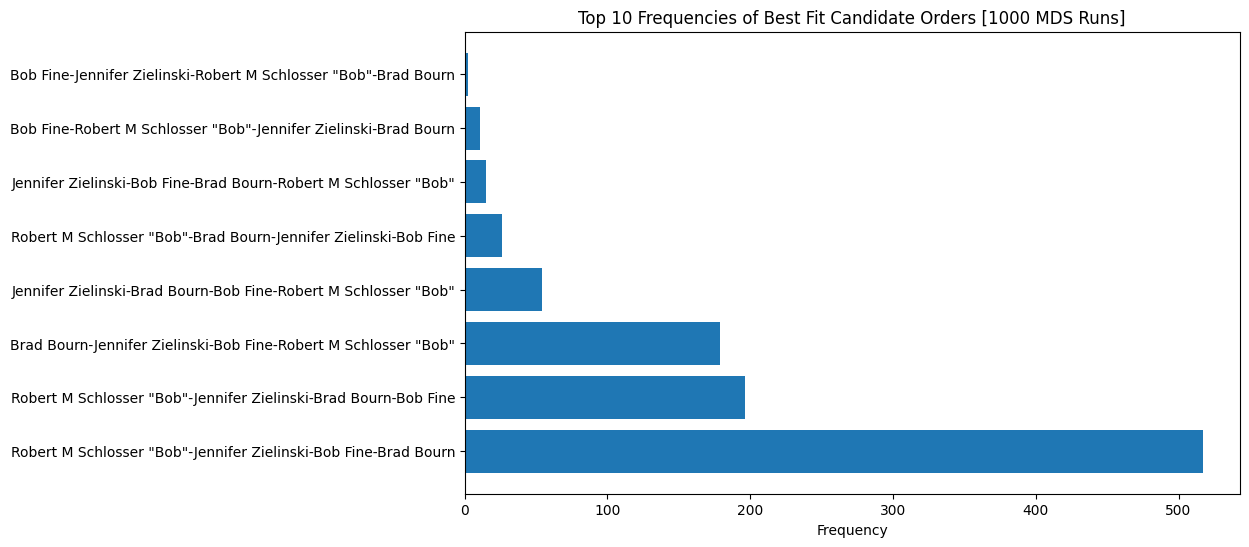 Top 10 Frequencies of Best Fit Candidate Orders [1000 MDS Runs]
Bob Fine-Jennifer Zielinski-Robert M Schlosser "Bob"-Brad Bourn
Bob Fine-Robert M Schlosser "Bob"-Jennifer Zielinski-Brad Bourn
Jennifer Zielinski-Bob Fine-Brad Bourn-Robert M Schlosser "Bob"
Robert M Schlosser "Bob"-Brad Bourn-Jennifer Zielinski-Bob Fine
Jennifer Zielinski-Brad Bourn-Bob Fine-Robert M Schlosser "Bob"
Brad Bourn-Jennifer Zielinski-Bob Fine-Robert M Schlosser "Bob"
Robert M Schlosser "Bob"-Jennifer Zielinski-Brad Bourn-Bob Fine
Robert M Schlosser "Bob"-Jennifer Zielinski-Bob Fine-Brad Bourn
0 100 200 300 400 500
Frequency